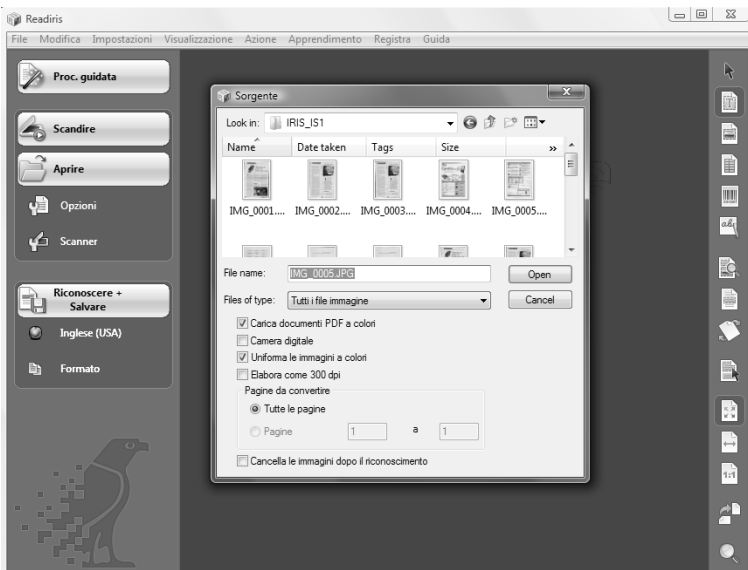 Readiris
File Modifica Impostazioni Visualizzazione Azione Apprendimento Registra Guida
Proc. guidata
Scandire
Aprire
Opzioni
Scanner
Riconoscere +
Salvare
Inglese (USA)
Formato
Sorgente
Look in: IRIS_IS1
Name Date taken Tags Size »
IMG_0001.... IMG_0002.... IMG_0003.... IMG_0004.... IMG_0005....
File name: IMG_0005.JPG Open
Files of type: Tutti i file immagine Cancel
Carica documenti PDF a colori
Camera digitale
Uniforma le immagini a colori
Elabora come 300 dpi
Pagine da convertire
Tutte le pagine
Pagine 1 a 1
Cancella le immagini dopo il riconoscimento
1:1